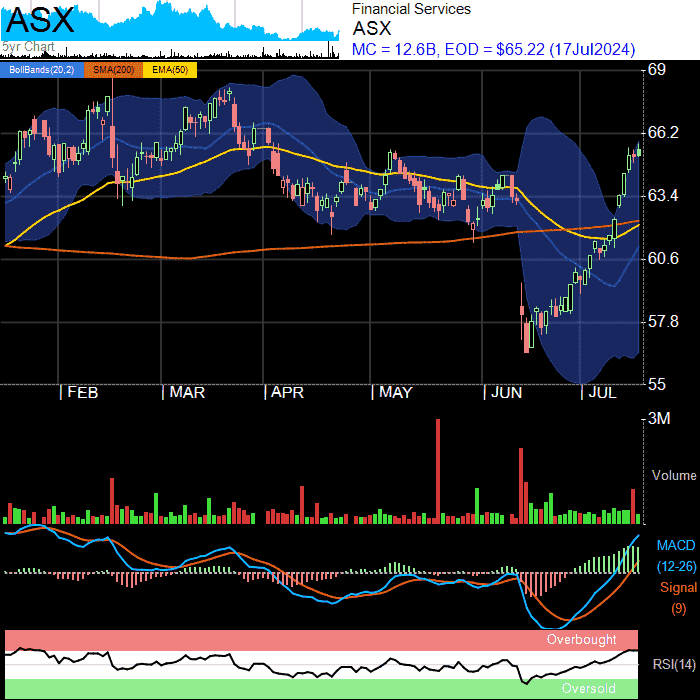 ASX
5yr Chart
Financial Services
ASX
MC = 12.6B, EOD = $65.22 (17Jul2024)
BollBands(20,2) SMA(200) EMA(50)
69
66.2
63.4
60.6
57.8
55
FEB MAR APR MAY JUN JUL
3M
Volume
MACD
(12-26)
Signal
(9)
Overbought
RSI(14)
Oversold